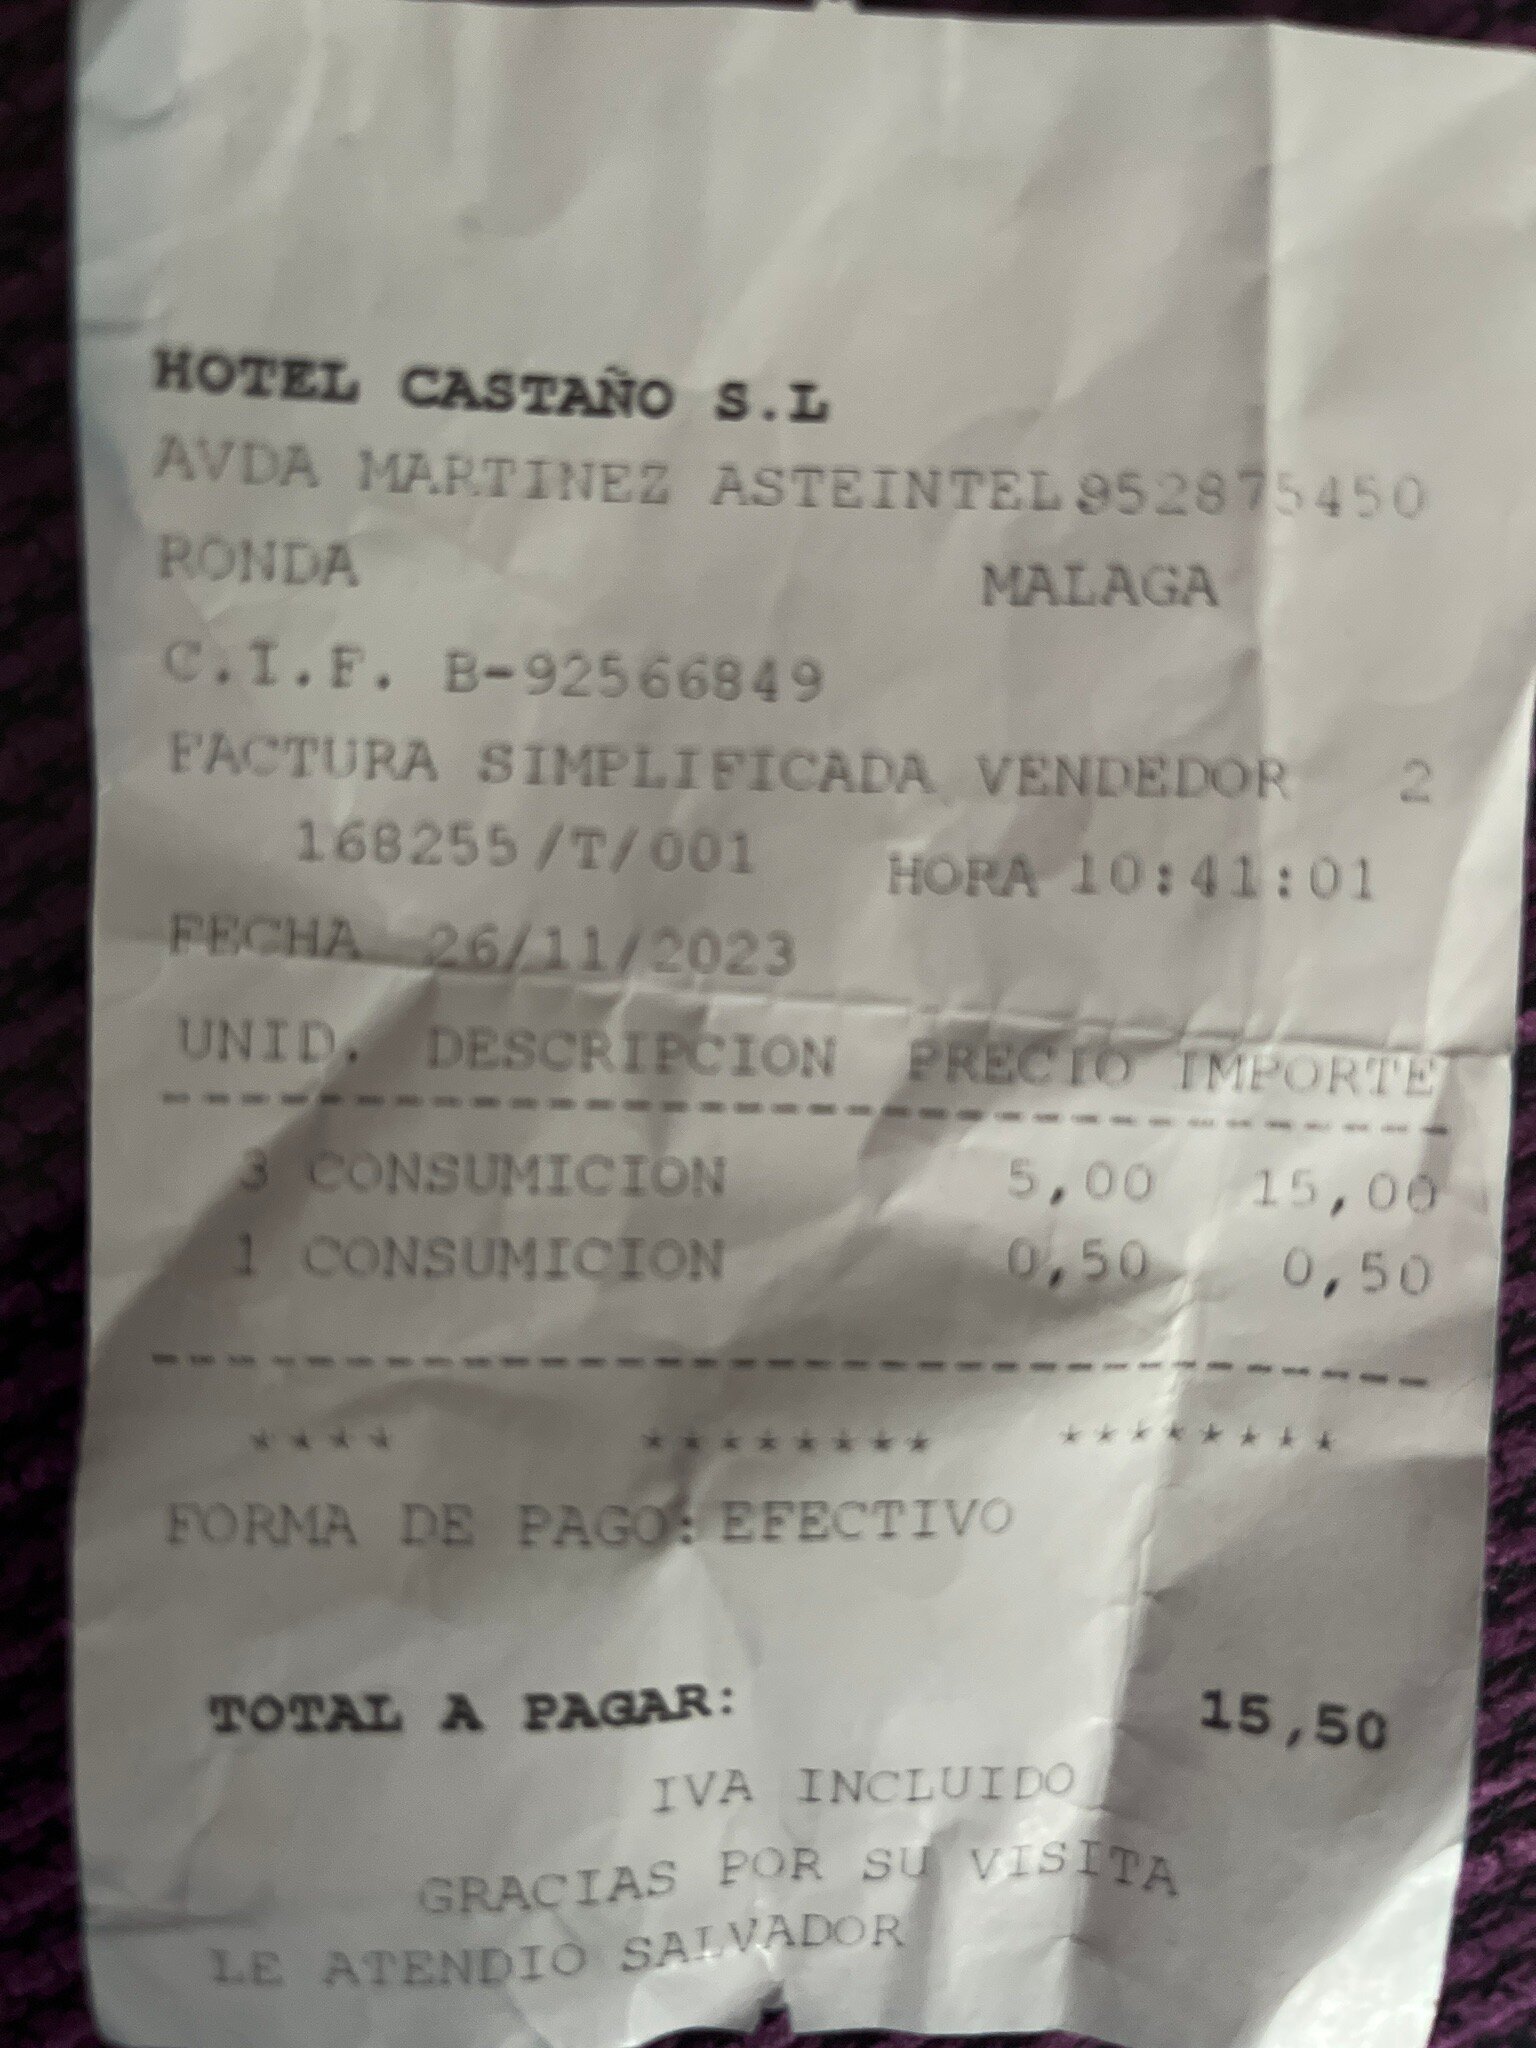 HOTEL CASTAÑO S.L
AVDA MARTINEZ ASTEINTEL.952875450
RONDA MALAGA
C.I.F. B-92566849
FACTURA SIMPLIFICADA VENDEDOR 2
168255/T/001 HORA 10:41:01
FECHA 26/11/2023
UNID. DESCRIPCION PRECIO IMPORTE
--------------------------------
3 CONSUMICION 5,00 15,00
1 CONSUMICION 0,50 0,50
--------------------------------
**** ******** ********
FORMA DE PAGO: EFECTIVO
TOTAL A PAGAR: 15,50
IVA INCLUIDO
GRACIAS POR SU VISITA
LE ATENDIO SALVADOR